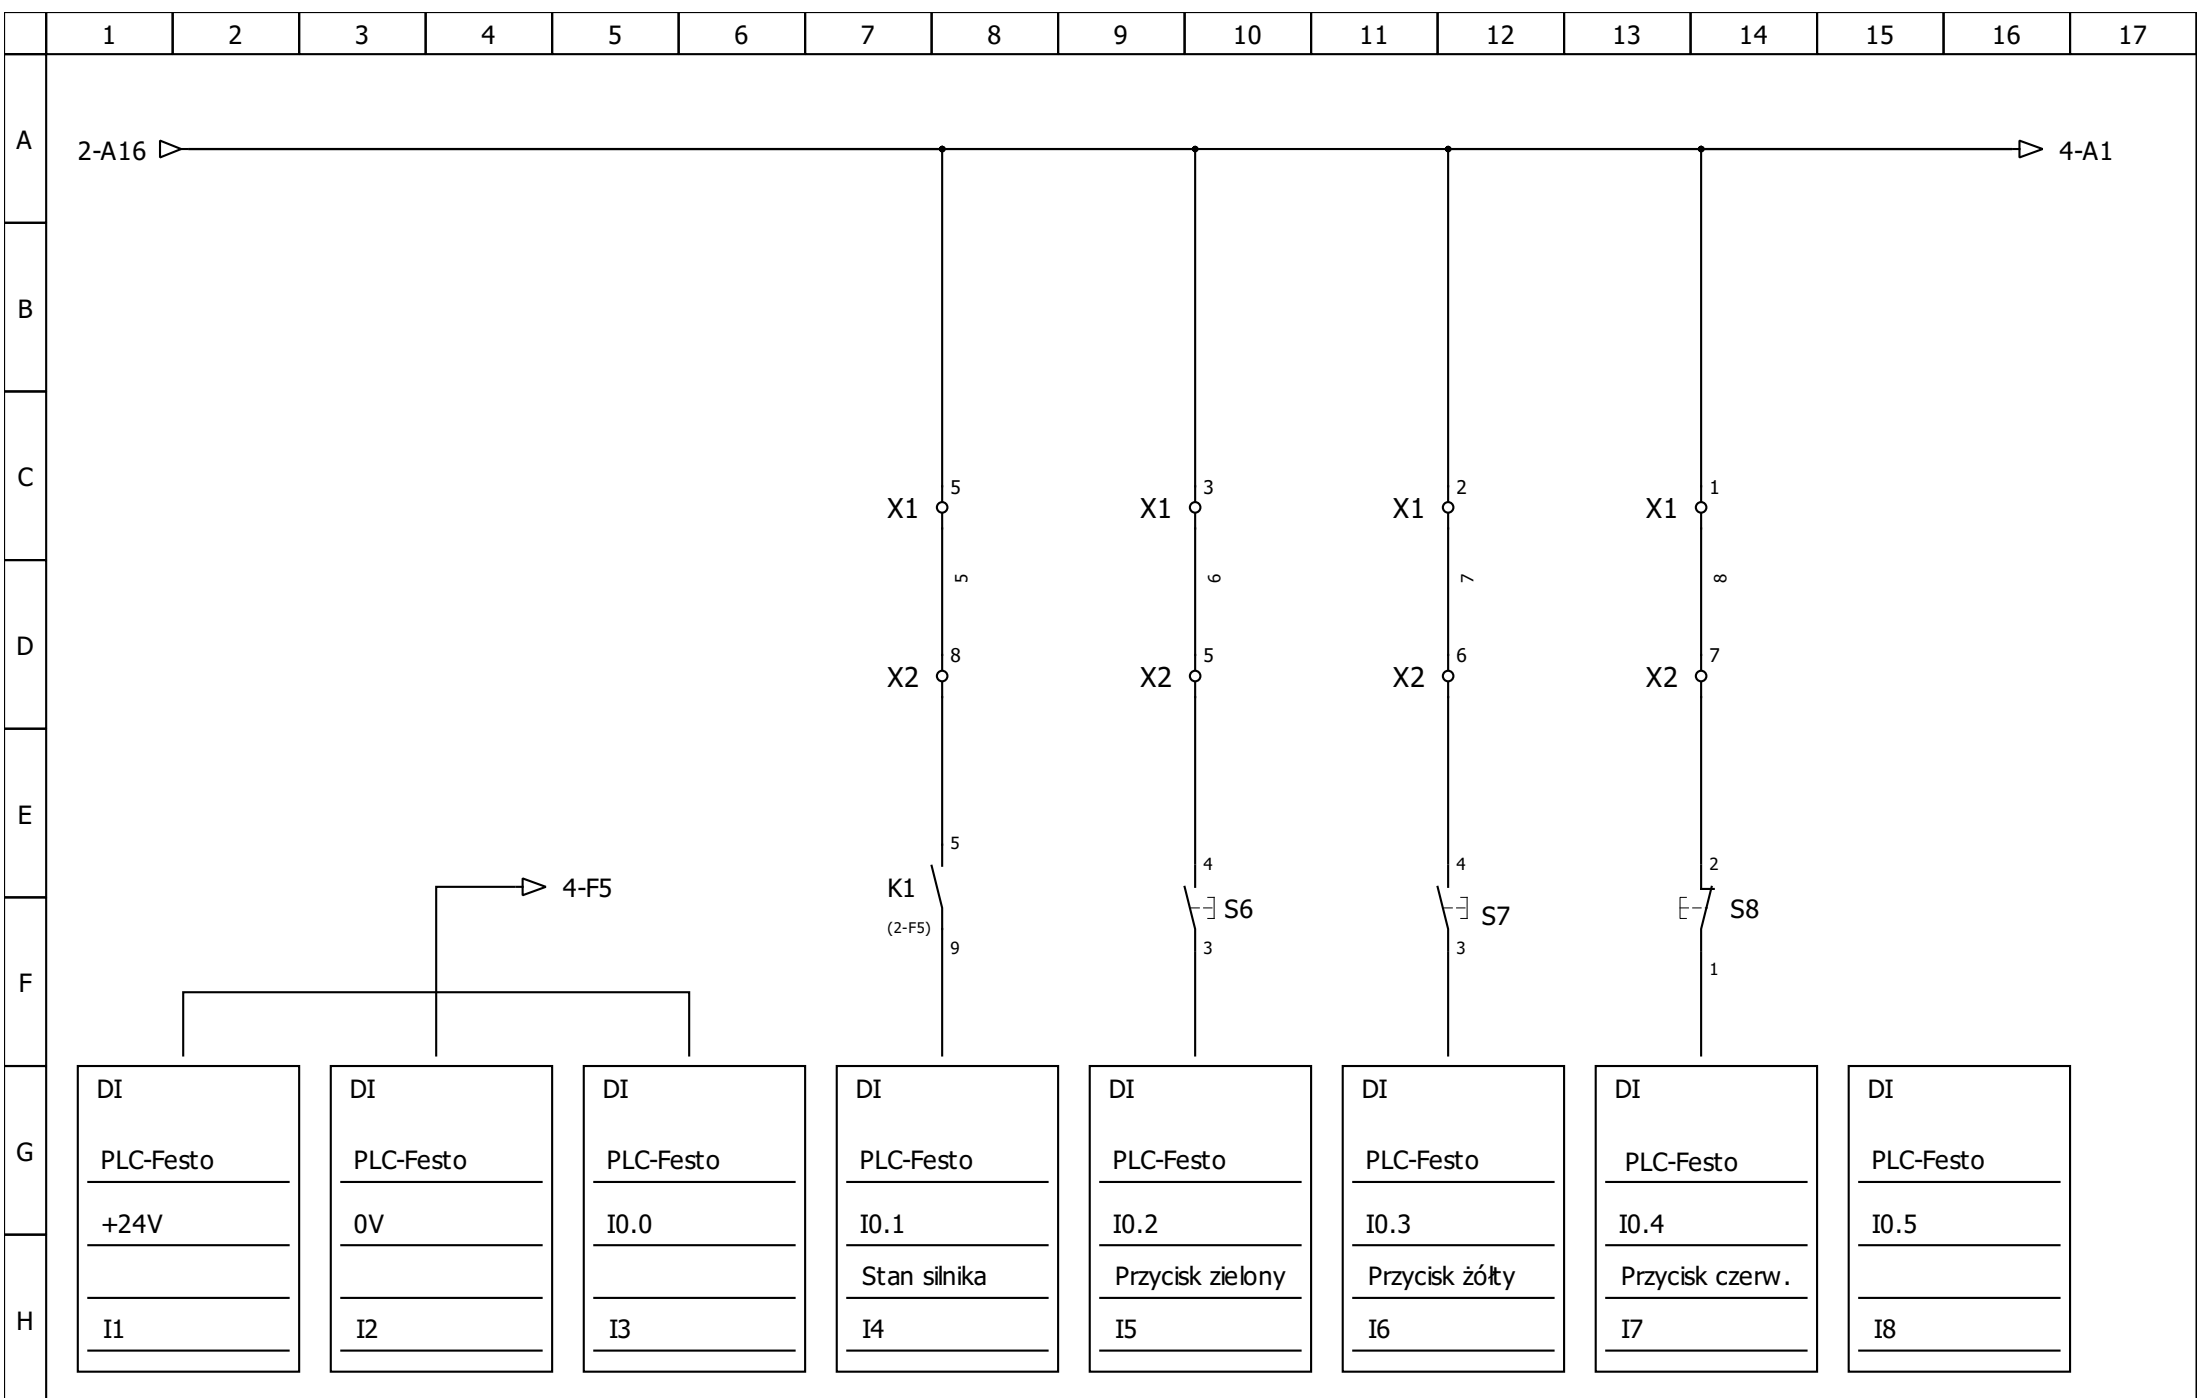 1 2 3 4 5 6 7 8 9 10 11 12 13 14 15 16 17
A
2-A16
4-A1
B
C
X1 5
X1 3
X1 2
X1 1
5 6 7 8
D
X2 8
X2 5
X2 6
X2 7
E
5
4
4
2
4-F5
K1
(2-F5)
9
S6
3
S7
3
S8
1
F
G
H
DI
PLC-Festo
+24V
I1
DI
PLC-Festo
0V
I2
DI
PLC-Festo
I0.0
I3
DI
PLC-Festo
I0.1
Stan silnika
I4
DI
PLC-Festo
I0.2
Przycisk zielony
I5
DI
PLC-Festo
I0.3
Przycisk żółty
I6
DI
PLC-Festo
I0.4
Przycisk czerw.
I7
DI
PLC-Festo
I0.5
I8